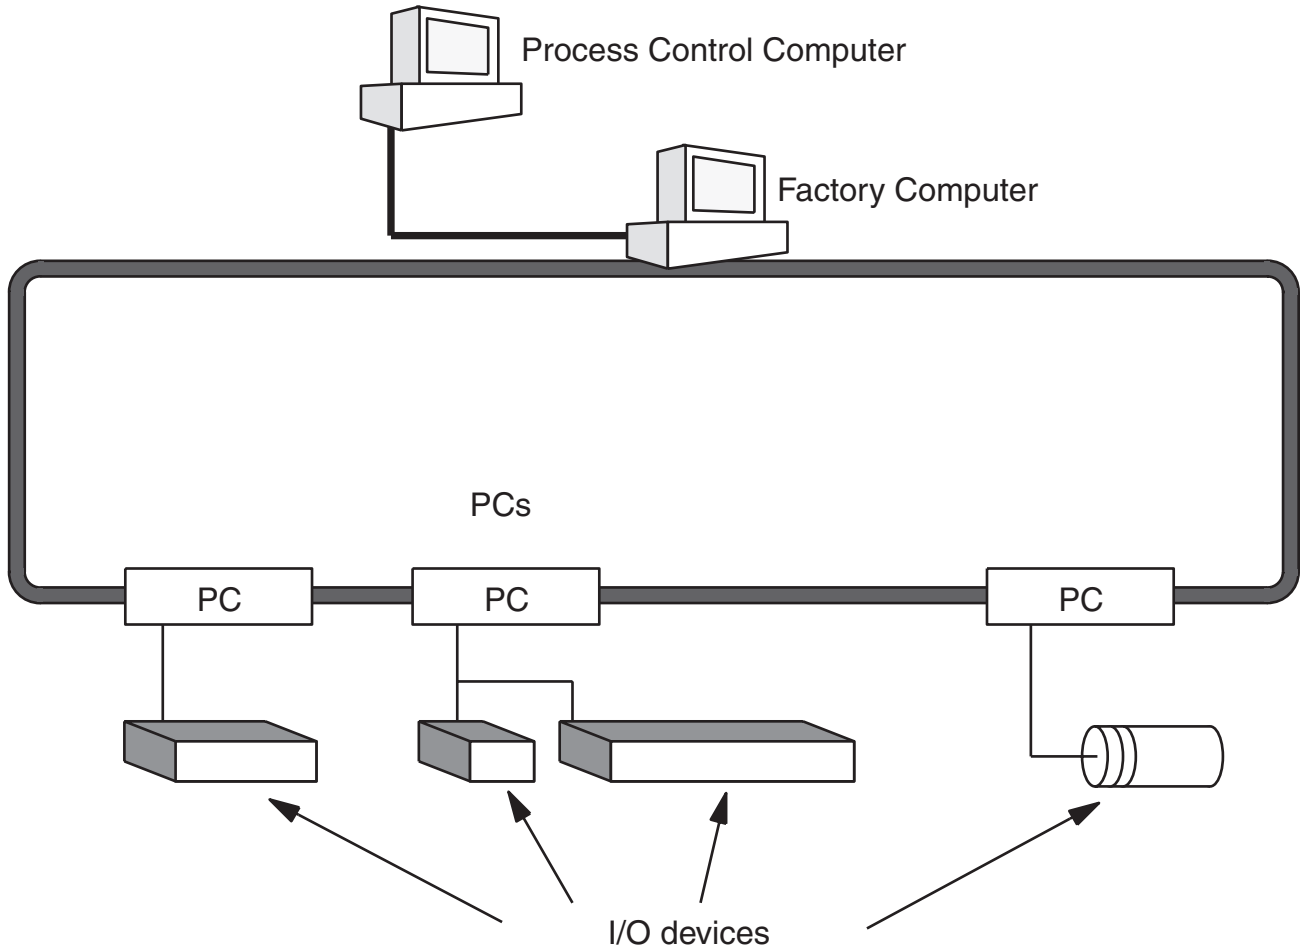 Process Control Computer
Factory Computer
PCs
PC
PC
PC
I/O devices